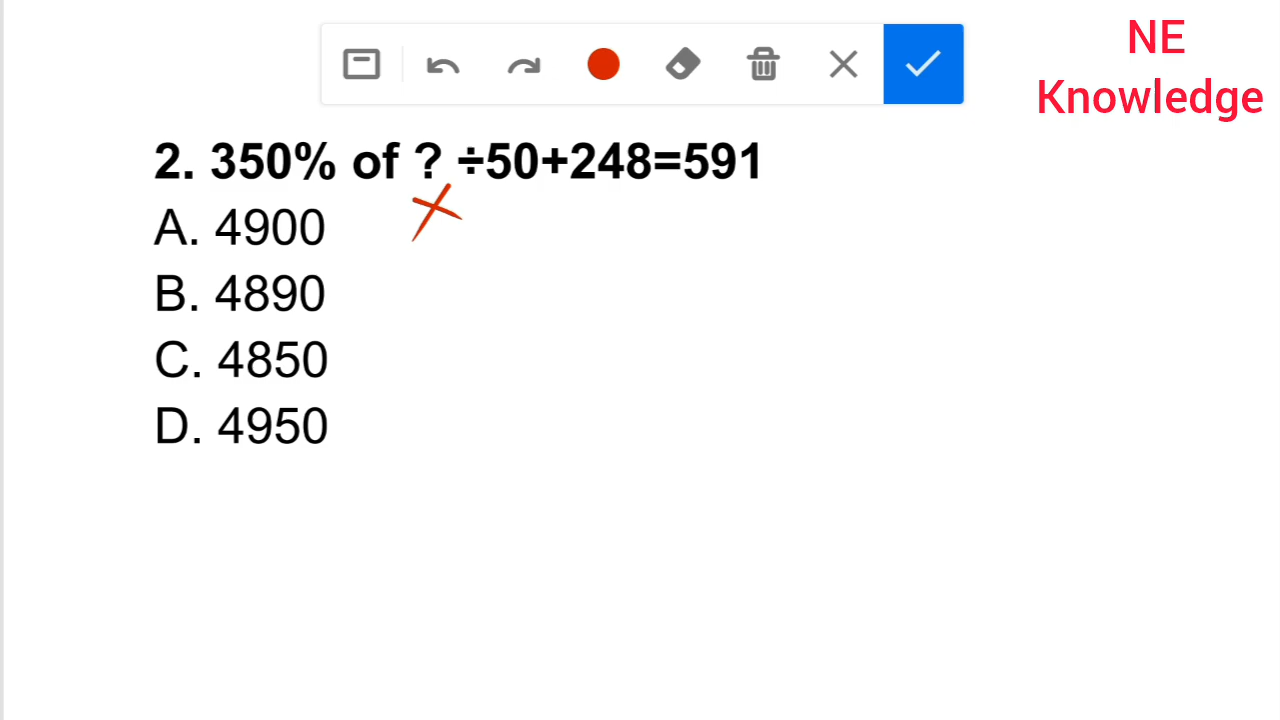 NE
Knowledge
2. 350% of ? ÷50+248=591
x
A. 4900
B. 4890
C. 4850
D. 4950